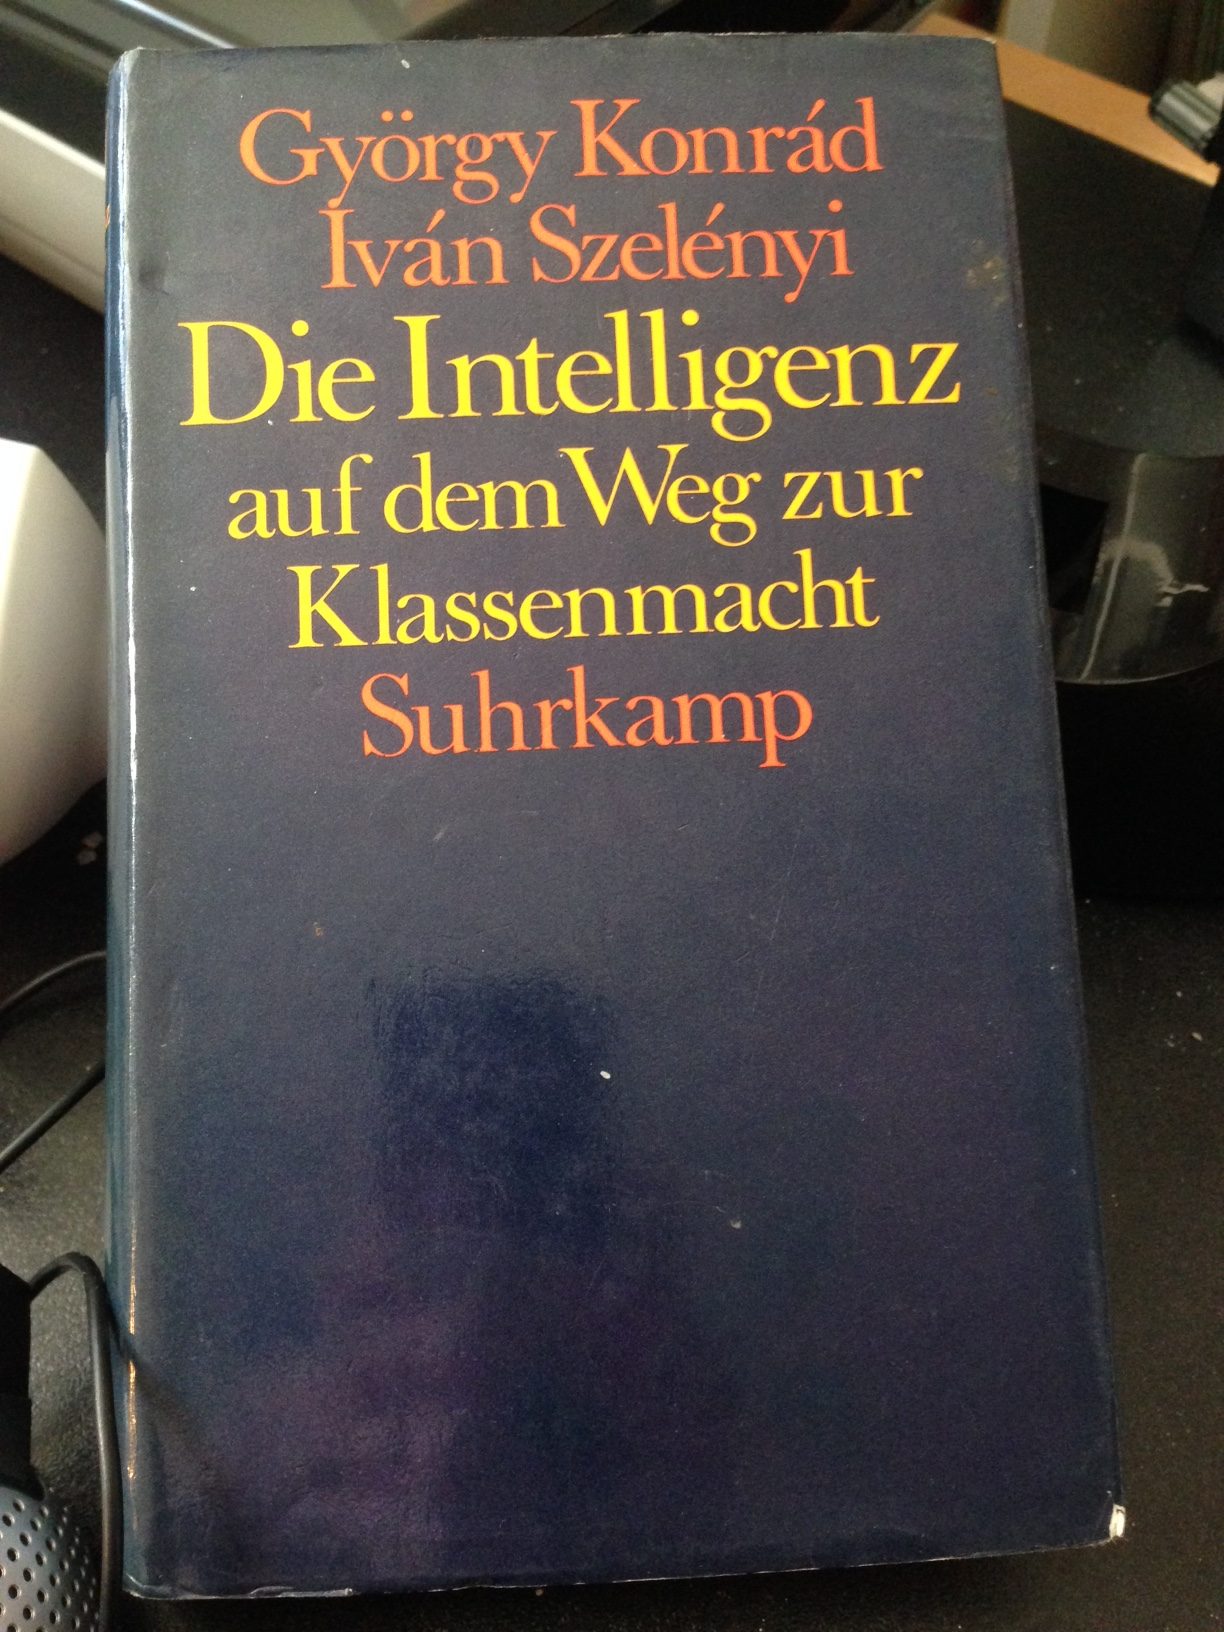 György Konrád
Iván Szelényi
Die Intelligenz
auf dem Weg zur
Klassenmacht
Suhrkamp